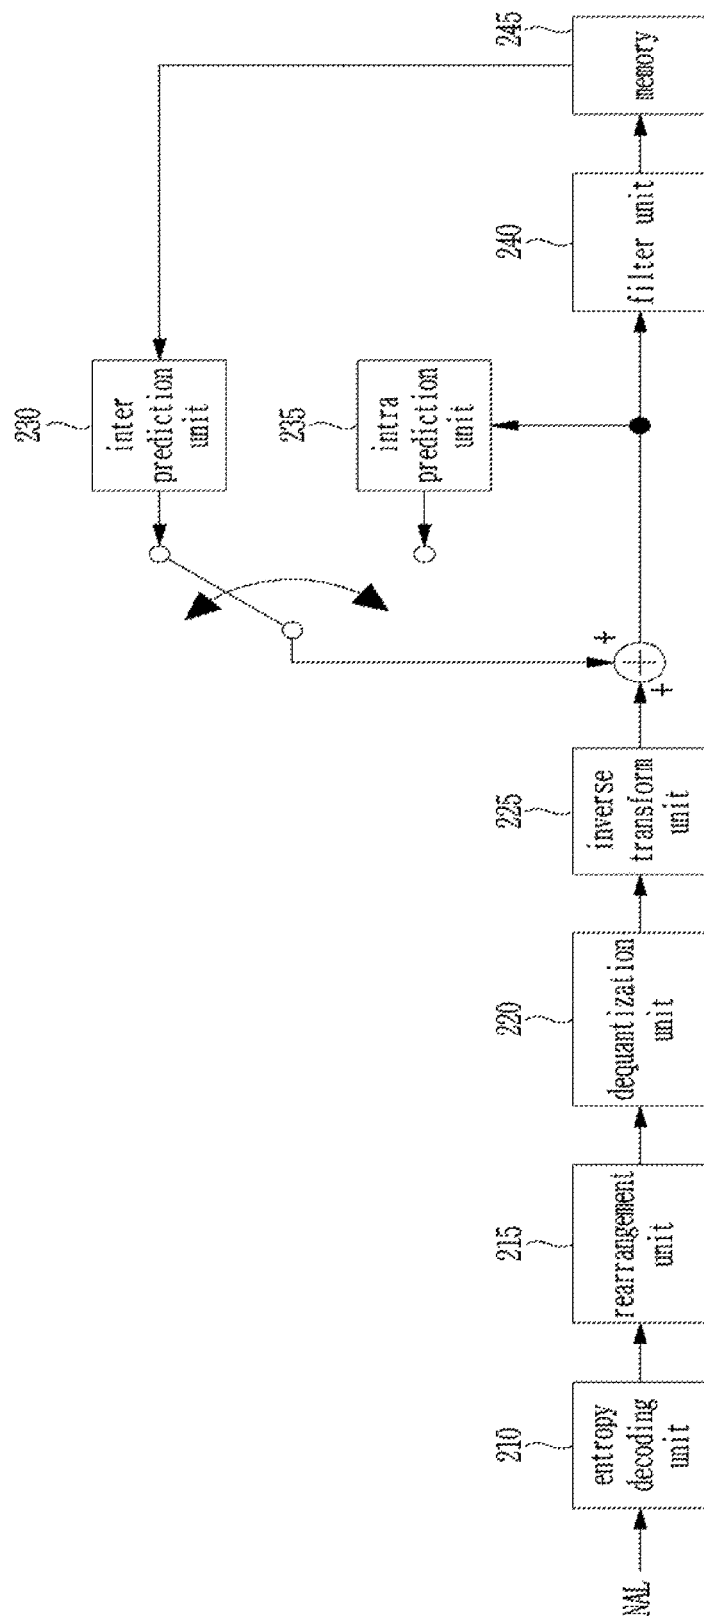 230
inter
prediction
unit
235
intra
prediction
unit
NAL
210
entropy
decoding
unit
215
rearrangement
unit
220
dequantization
unit
225
inverse
transform
unit
+
+
240
filter unit
245
memory